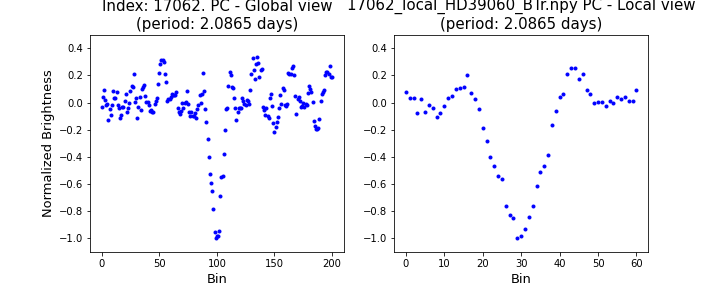 Index: 17062. PC - Global view
(period: 2.0865 days)
17062_local_HD39060_BTr.npy PC - Local view
(period: 2.0865 days)
Normalized Brightness
0.4
0.2
0.0
−0.2
−0.4
−0.6
−0.8
−1.0
0 50 100 150 200
Bin
0.4
0.2
0.0
−0.2
−0.4
−0.6
−0.8
−1.0
0 10 20 30 40 50 60
Bin